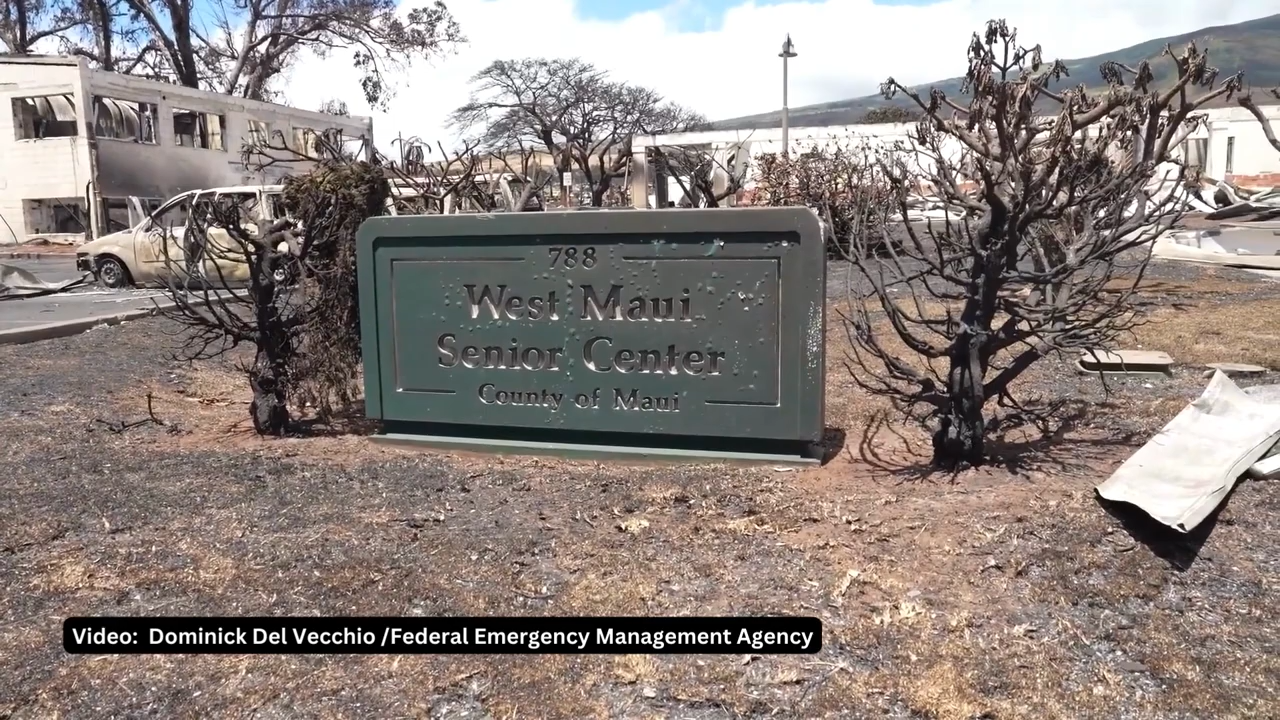 788
West Maui
Senior Center
County of Maui
Video: Dominick Del Vecchio /Federal Emergency Management Agency